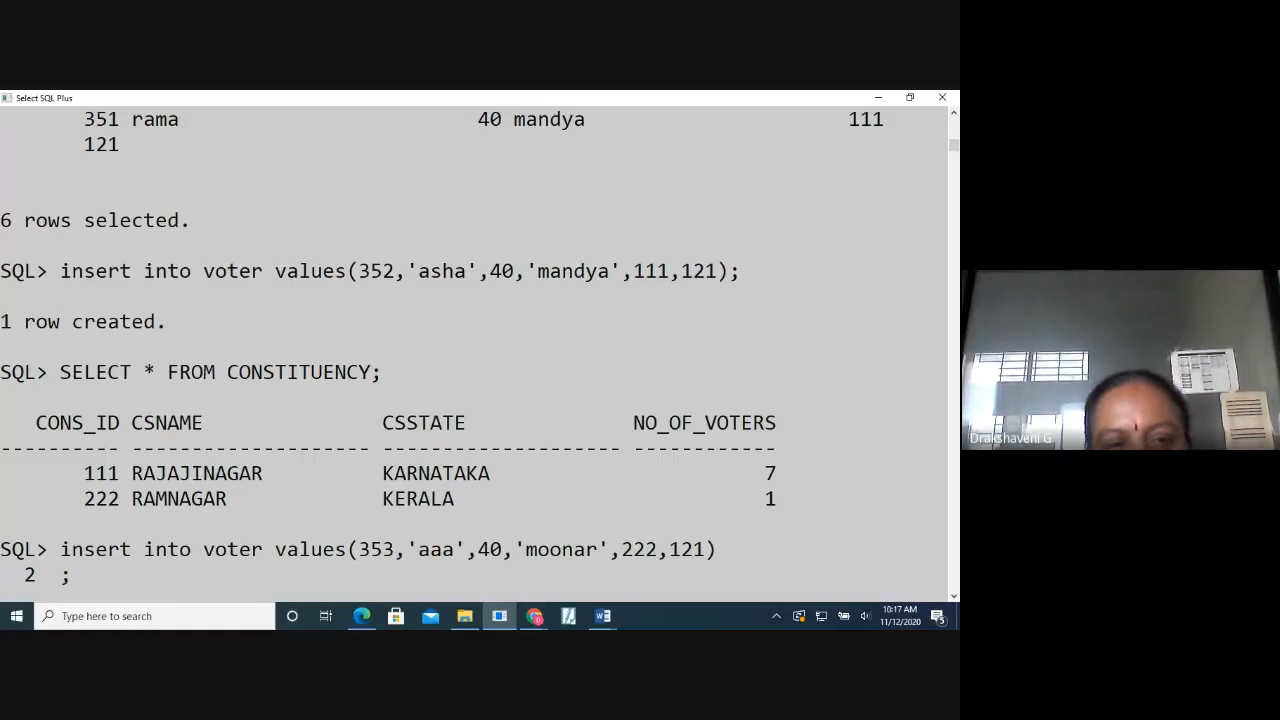 Select SQL Plus
351 rama 40 mandya 111
121
6 rows selected.
SQL> insert into voter values(352,'asha',40,'mandya',111,121);
1 row created.
SQL> SELECT * FROM CONSTITUENCY;
CONS_ID CSNAME CSSTATE NO_OF_VOTERS
---------- -------------------- -------------------- ------------
111 RAJAJINAGAR KARNATAKA 7
222 RAMNAGAR KERALA 1
SQL> insert into voter values(353,'aaa',40,'moonar',222,121)
2 ;
Drakshaveni G
Type here to search
10:17 AM
11/12/2020
5